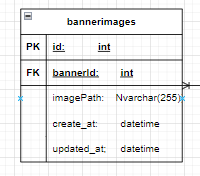 bannerimages
PK id: int
FK bannerId: int
imagePath: Nvarchar(255)
create_at: datetime
updated_at; datetime